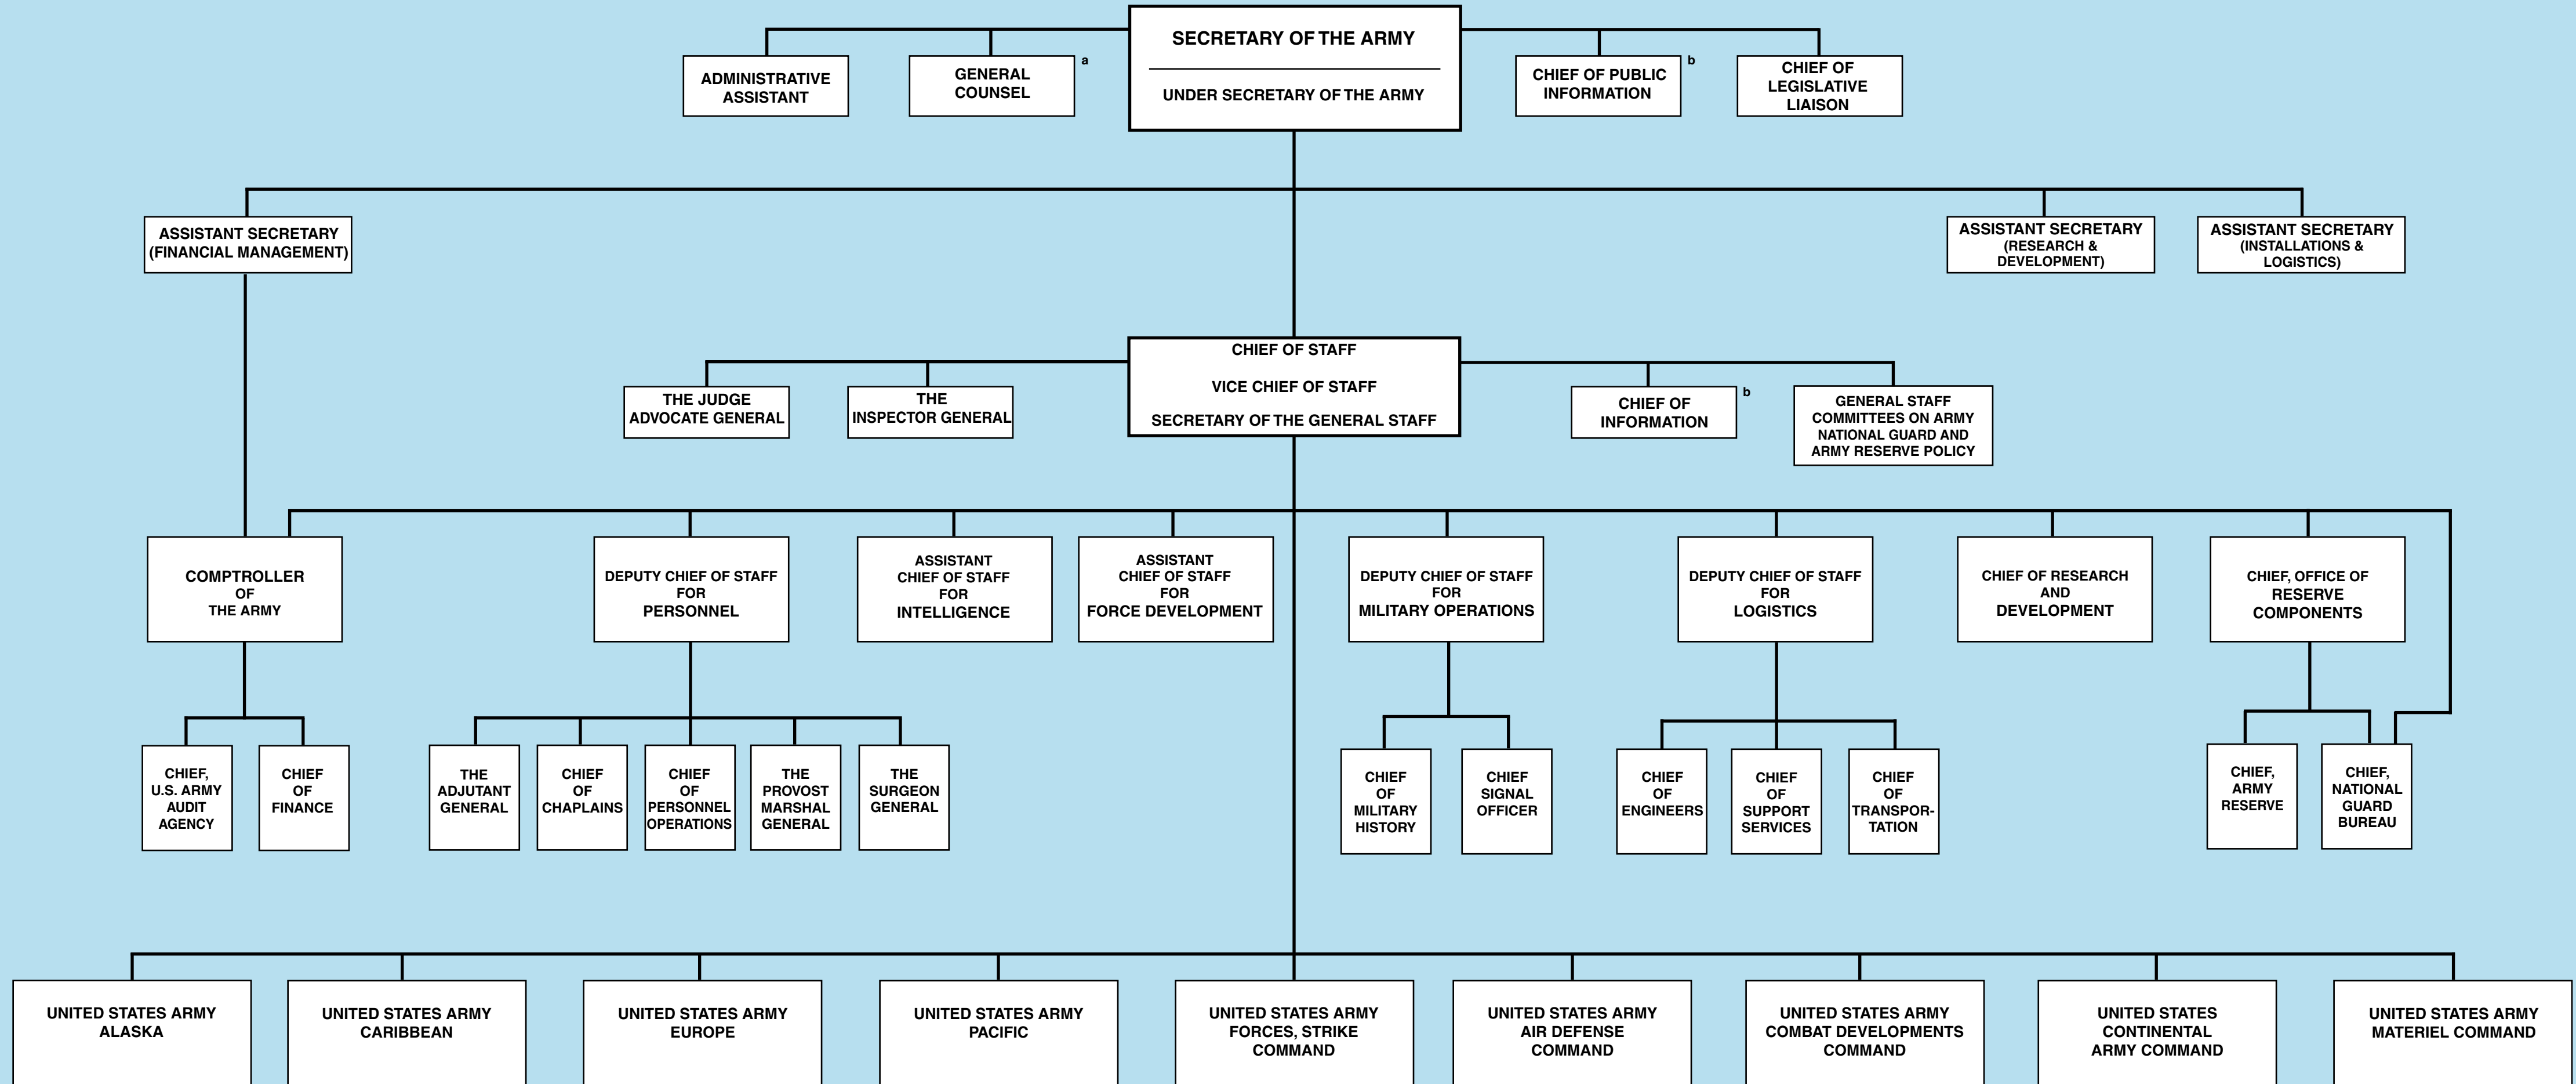 SECRETARY OF THE ARMY
UNDER SECRETARY OF THE ARMY
ADMINISTRATIVE
ASSISTANT
GENERAL
COUNSEL
a
CHIEF OF PUBLIC
INFORMATION
b
CHIEF OF
LEGISLATIVE
LIAISON
ASSISTANT SECRETARY
(FINANCIAL MANAGEMENT)
ASSISTANT SECRETARY
(RESEARCH &
DEVELOPMENT)
ASSISTANT SECRETARY
(INSTALLATIONS &
LOGISTICS)
CHIEF OF STAFF
VICE CHIEF OF STAFF
SECRETARY OF THE GENERAL STAFF
THE JUDGE
ADVOCATE GENERAL
THE
INSPECTOR GENERAL
CHIEF OF
INFORMATION
b
GENERAL STAFF
COMMITTEES ON ARMY
NATIONAL GUARD AND
ARMY RESERVE POLICY
COMPTROLLER
OF
THE ARMY
DEPUTY CHIEF OF STAFF
FOR
PERSONNEL
ASSISTANT
CHIEF OF STAFF
FOR
INTELLIGENCE
ASSISTANT
CHIEF OF STAFF
FOR
FORCE DEVELOPMENT
DEPUTY CHIEF OF STAFF
FOR
MILITARY OPERATIONS
DEPUTY CHIEF OF STAFF
FOR
LOGISTICS
CHIEF OF RESEARCH
AND
DEVELOPMENT
CHIEF, OFFICE OF
RESERVE
COMPONENTS
CHIEF,
U.S. ARMY
AUDIT
AGENCY
CHIEF
OF
FINANCE
THE
ADJUTANT
GENERAL
CHIEF
OF
CHAPLAINS
CHIEF
OF
PERSONNEL
OPERATIONS
THE
PROVOST
MARSHAL
GENERAL
THE
SURGEON
GENERAL
CHIEF
OF
MILITARY
HISTORY
CHIEF
SIGNAL
OFFICER
CHIEF
OF
ENGINEERS
CHIEF
OF
SUPPORT
SERVICES
CHIEF
OF
TRANSPOR-
TATION
CHIEF,
ARMY
RESERVE
CHIEF,
NATIONAL
GUARD
BUREAU
UNITED STATES ARMY
ALASKA
UNITED STATES ARMY
CARIBBEAN
UNITED STATES ARMY
EUROPE
UNITED STATES ARMY
PACIFIC
UNITED STATES ARMY
FORCES, STRIKE
COMMAND
UNITED STATES ARMY
AIR DEFENSE
COMMAND
UNITED STATES ARMY
COMBAT DEVELOPMENTS
COMMAND
UNITED STATES
CONTINENTAL
ARMY COMMAND
UNITED STATES ARMY
MATERIEL COMMAND